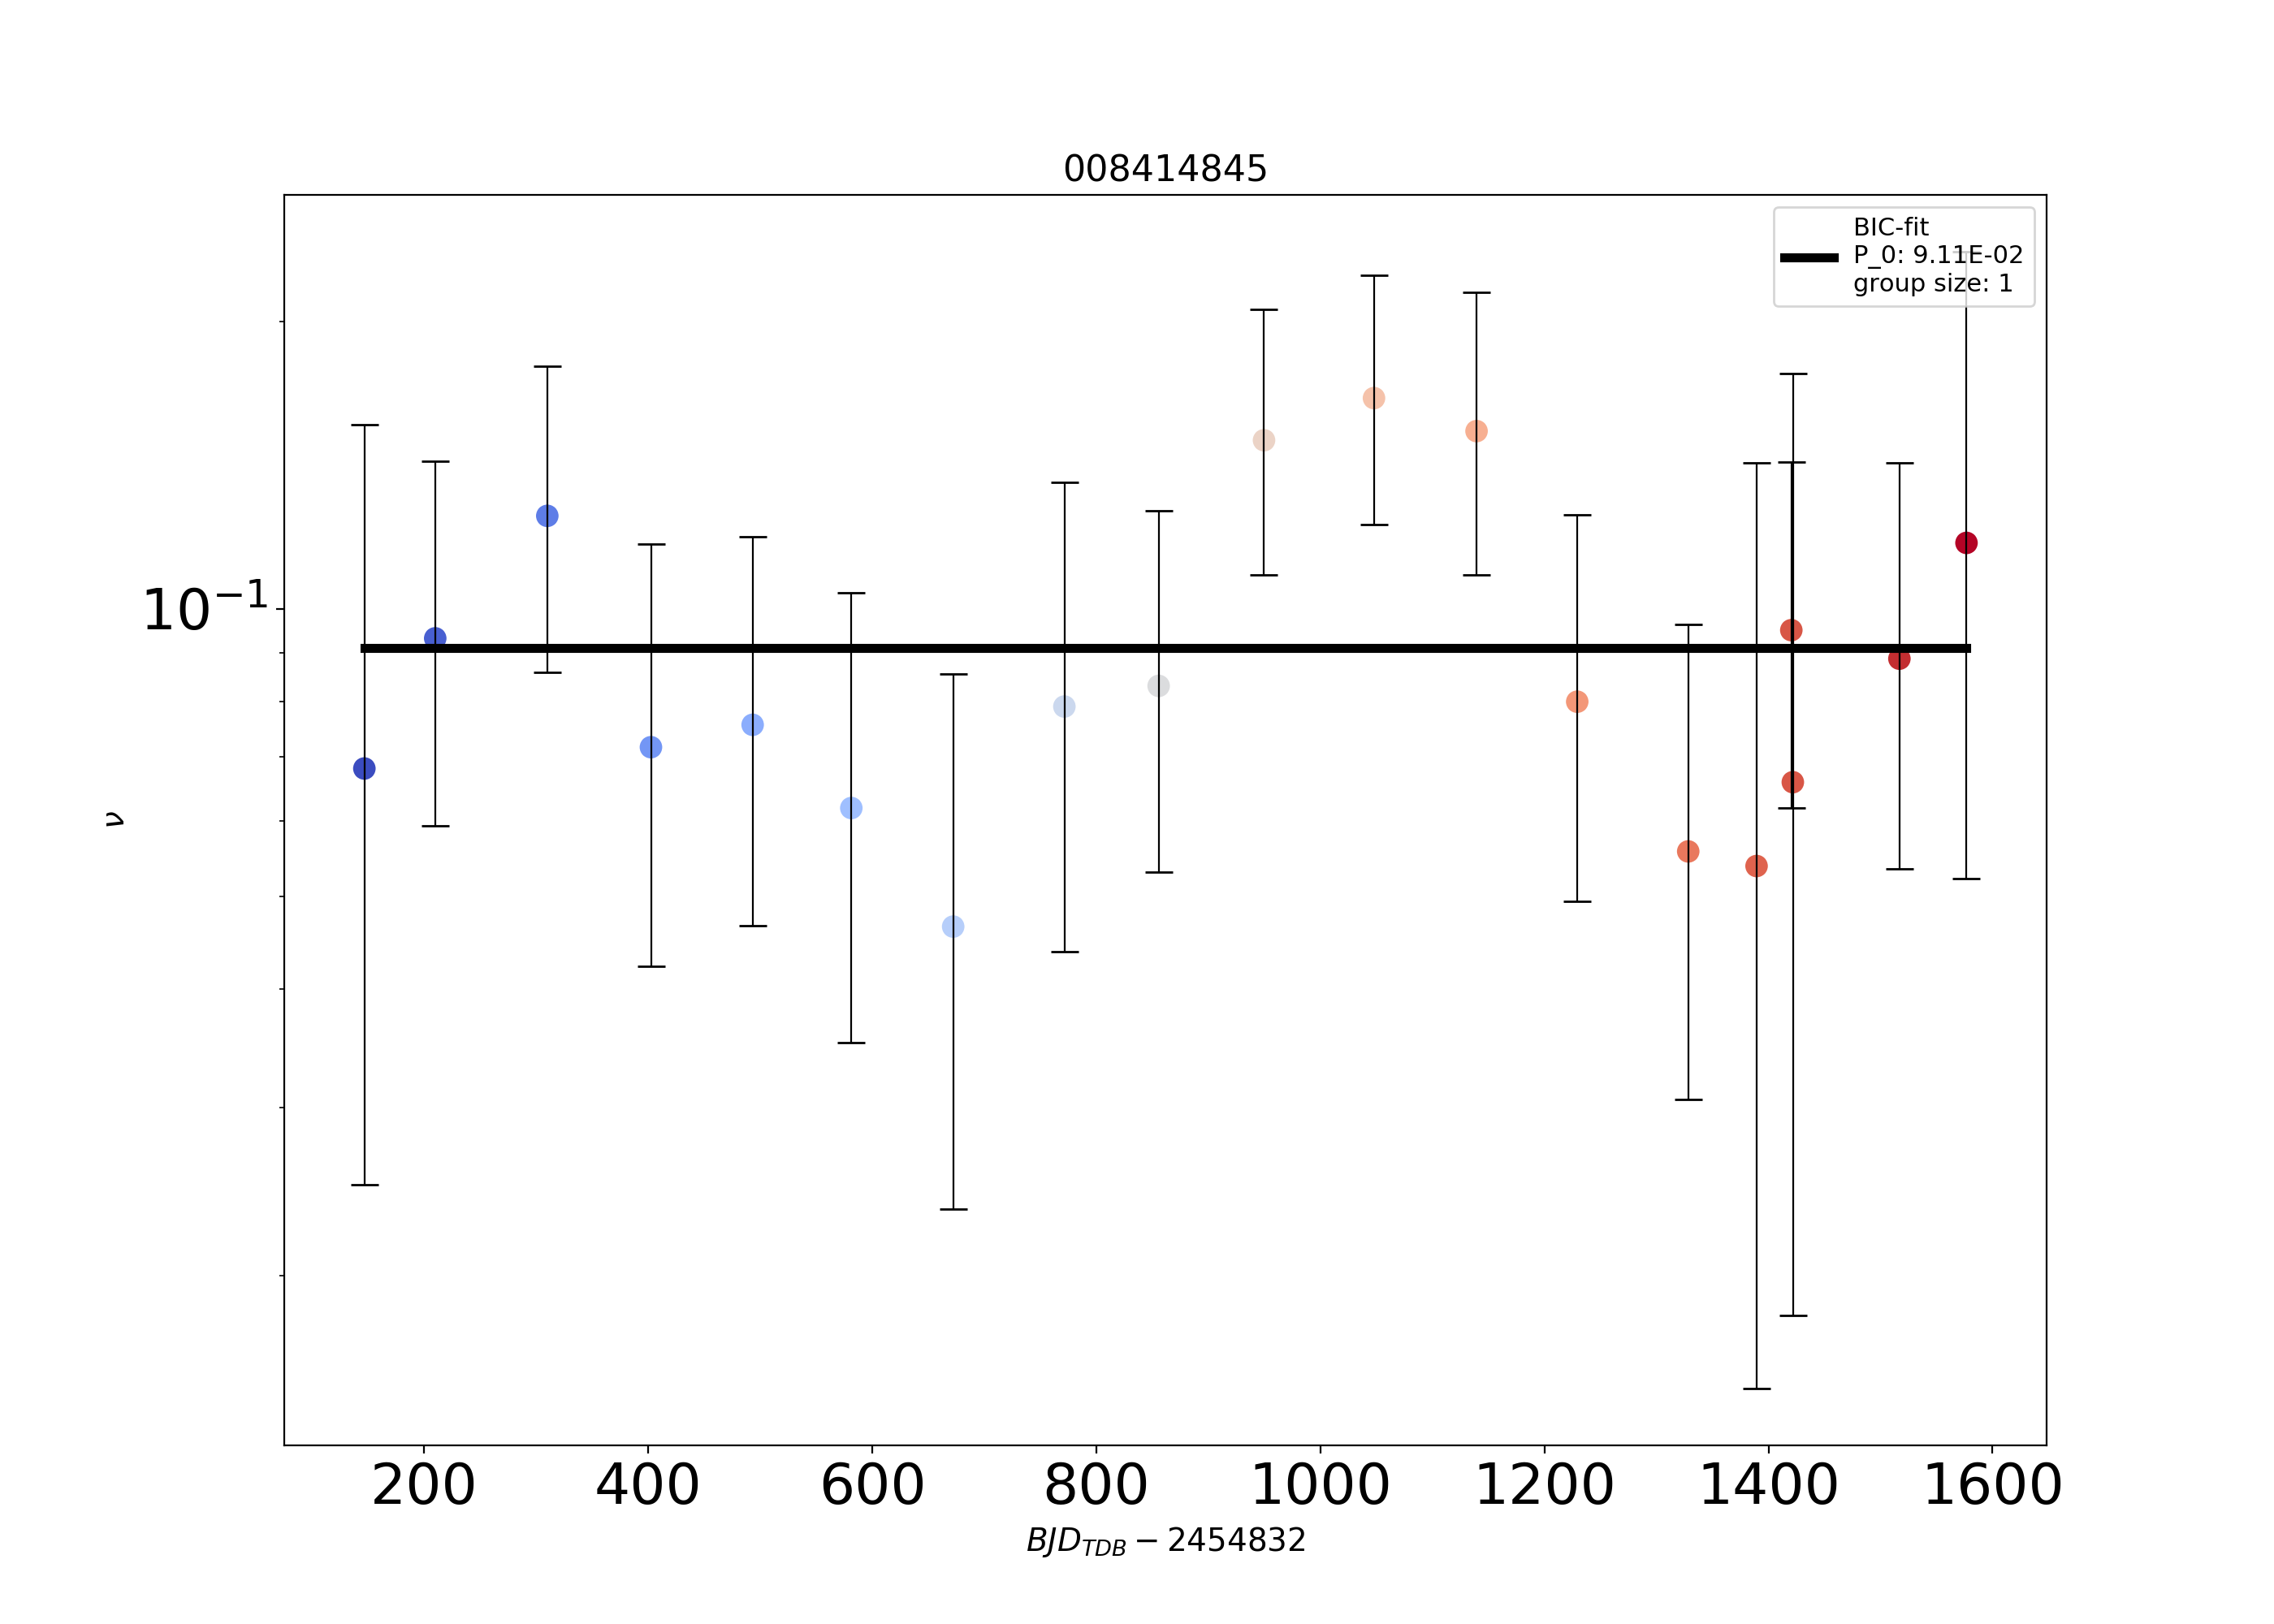 008414845
BIC-fit
P_0: 9.11E-02
group size: 1
10⁻¹
ν
200 400 600 800 1000 1200 1400 1600
BJD_TDB − 2454832